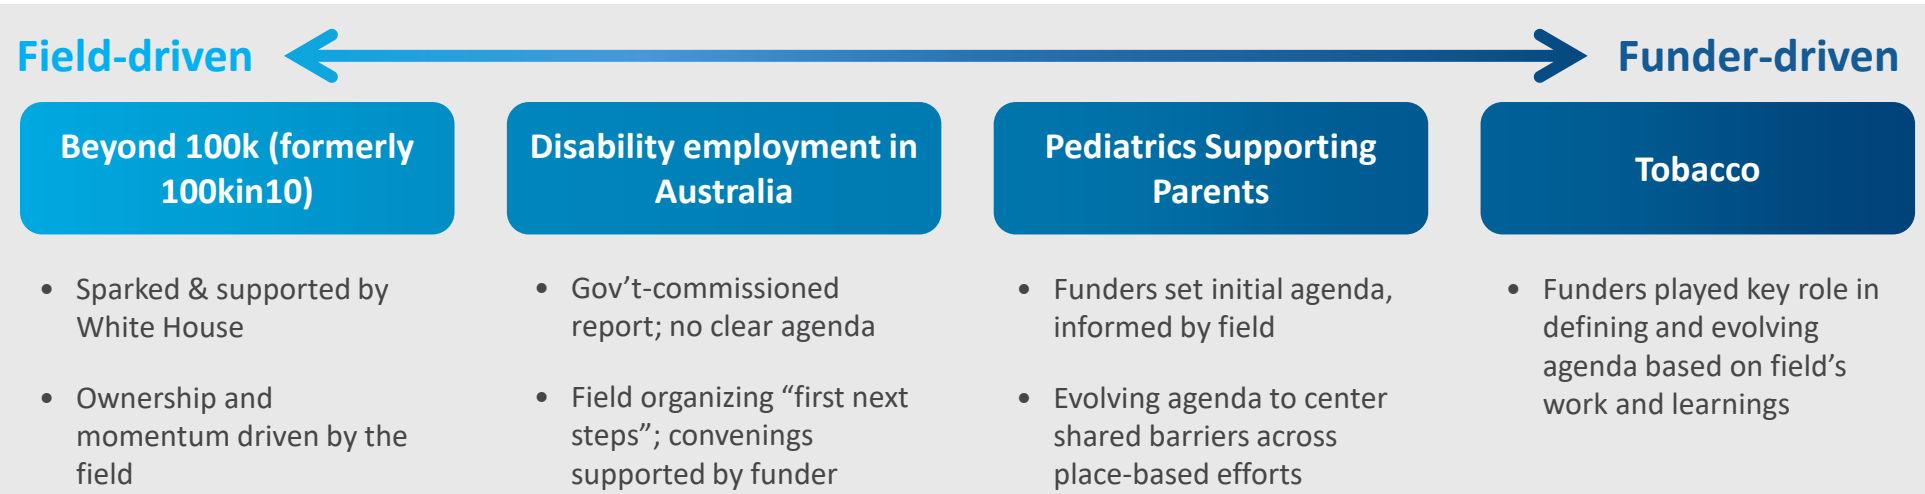 Field-driven
Funder-driven
Beyond 100k (formerly
100kin10)
• Sparked & supported by
White House
• Ownership and
momentum driven by the
field
Disability employment in
Australia
• Gov’t-commissioned
report; no clear agenda
• Field organizing “first next
steps”; convenings
supported by funder
Pediatrics Supporting
Parents
• Funders set initial agenda,
informed by field
• Evolving agenda to center
shared barriers across
place-based efforts
Tobacco
• Funders played key role in
defining and evolving
agenda based on field’s
work and learnings